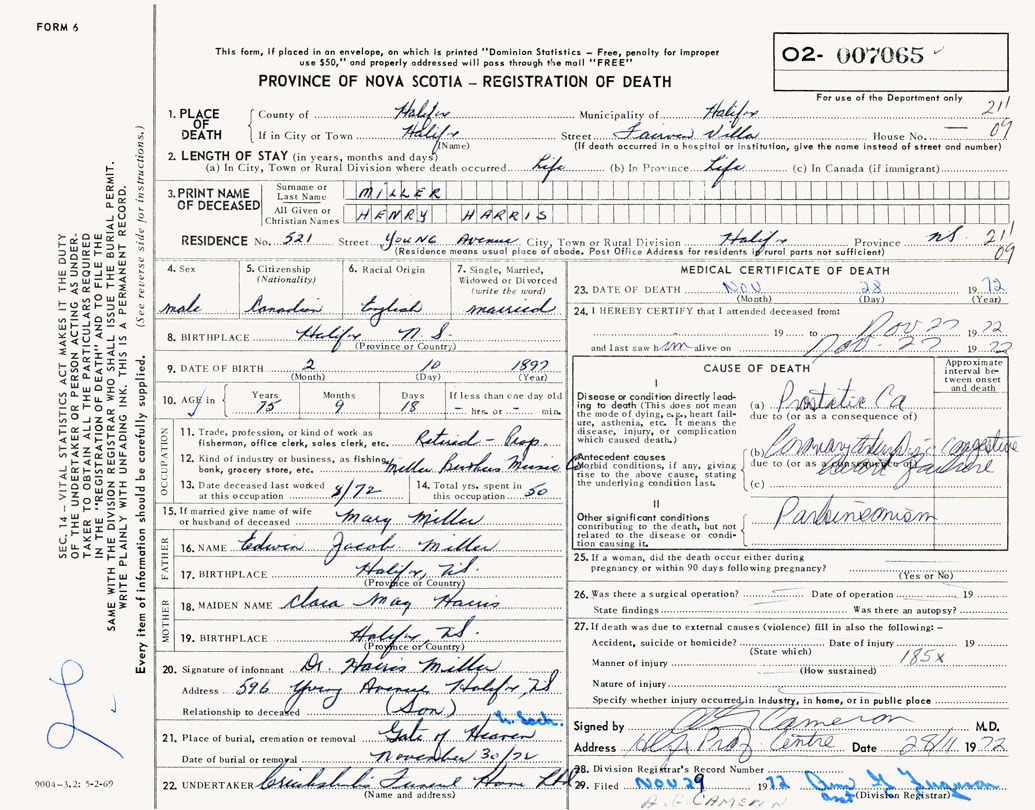 FORM 6
This form, if placed in an envelope, on which is printed "Dominion Statistics – Free, penalty for improper
use $50," and properly addressed will pass through the mail "FREE"
PROVINCE OF NOVA SCOTIA – REGISTRATION OF DEATH
O2- 007065
For use of the Department only
211
09
SEC. 14 – VITAL STATISTICS ACT MAKES IT THE DUTY
OF THE UNDERTAKER OR PERSON ACTING AS UNDER-
TAKER TO OBTAIN ALL THE PARTICULARS REQUIRED
IN THE "REGISTRATION OF DEATH" AND TO FILE THE
SAME WITH THE DIVISION REGISTRAR WHO SHALL ISSUE THE BURIAL PERMIT.
WRITE PLAINLY WITH UNFADING INK. THIS IS A PERMANENT RECORD.
Every item of information should be carefully supplied. (See reverse side for instructions.)
1. PLACE OF DEATH
County of Halifax Municipality of Halifax
If in City or Town Halifax Street Fairview Villa House No. —
(Name) (If death occurred in a hospital or institution, give the name instead of street and number)
2. LENGTH OF STAY (in years, months and days)
(a) In City, Town or Rural Division where death occurred Life (b) In Province Life (c) In Canada (if immigrant)
3. PRINT NAME OF DECEASED
Surname or Last Name MILLER
All Given or Christian Names HENRY HARRIS
RESIDENCE No. 521 Street Young Avenue City, Town or Rural Division Halifax Province NS 211
09
(Residence means usual place of abode. Post Office Address for residents in rural parts not sufficient)
4. Sex
male
5. Citizenship
(Nationality)
Canadian
6. Racial Origin
English
7. Single, Married,
Widowed or Divorced
(write the word)
married
8. BIRTHPLACE Halifax N.S.
(Province or Country)
9. DATE OF BIRTH 2 10 1897
(Month) (Day) (Year)
10. AGE in Years 75 Months 9 Days 18 If less than one day old
– hrs. or – min.
OCCUPATION
11. Trade, profession, or kind of work as
fisherman, office clerk, sales clerk, etc. Retired – Prop.
12. Kind of industry or business, as fishing,
bank, grocery store, etc. Miller Brothers Music Co
13. Date deceased last worked
at this occupation 8/72
14. Total yrs. spent in
this occupation 50
15. If married give name of wife
or husband of deceased Mary Miller
FATHER
16. NAME Edwin Jacob Miller
17. BIRTHPLACE Halifax, N.S.
(Province or Country)
MOTHER
18. MAIDEN NAME Clara May Harris
19. BIRTHPLACE Halifax N.S.
(Province or Country)
20. Signature of informant Dr. Harris Miller
Address 596 Young Avenue Halifax, NS
Relationship to deceased (Son)
21. Place of burial, cremation or removal Gate of Heaven
Date of burial or removal November 30/72
22. UNDERTAKER Cruikshanks Funeral Home Ltd
(Name and address)
9004-3.2: 5-2-69
MEDICAL CERTIFICATE OF DEATH
23. DATE OF DEATH Nov 28 1972
(Month) (Day) (Year)
24. I HEREBY CERTIFY that I attended deceased from:
19 to Nov 27 1972
and last saw him alive on Nov - 27 1972
CAUSE OF DEATH
Approximate
interval be-
tween onset
and death
I
Disease or condition directly lead-
ing to death (This does not mean
the mode of dying, e.g., heart fail-
ure, asthenia, etc. It means the
disease, injury, or complication
which caused death.)
(a) Prostatic Ca
due to (or as a consequence of)
Antecedent causes
Morbid conditions, if any, giving
rise to the above cause, stating
the underlying condition last.
(b) Coronary Artery Dis - Congestive
due to (or as a consequence of)
Failure
(c)
II
Other significant conditions
contributing to the death, but not
related to the disease or condi-
tion causing it.
Parkinsonism
25. If a woman, did the death occur either during
pregnancy or within 90 days following pregnancy?
(Yes or No)
26. Was there a surgical operation? Date of operation 19
State findings Was there an autopsy?
27. If death was due to external causes (violence) fill in also the following: –
Accident, suicide or homicide? Date of injury 19
(State which)
Manner of injury 185x
(How sustained)
Nature of injury
Specify whether injury occurred in industry, in home, or in public place
Signed by Cameron M.D.
Address Hlfx Prof. Centre Date 28/11 1972
28. Division Registrar's Record Number
29. Filed NOV 29 1972
(Division Registrar)
CAMERON